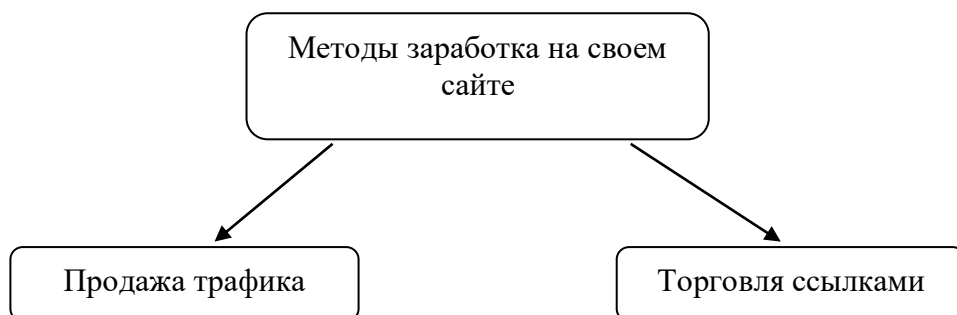 Методы заработка на своем
сайте
Продажа трафика
Торговля ссылками